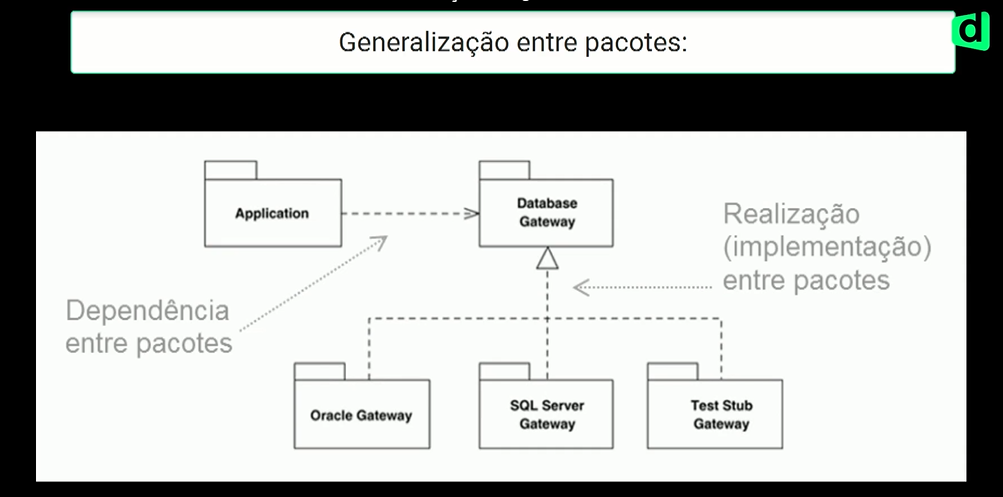 Generalização entre pacotes:
d
Application
Database
Gateway
Realização
(implementação)
entre pacotes
Dependência
entre pacotes
Oracle Gateway
SQL Server
Gateway
Test Stub
Gateway